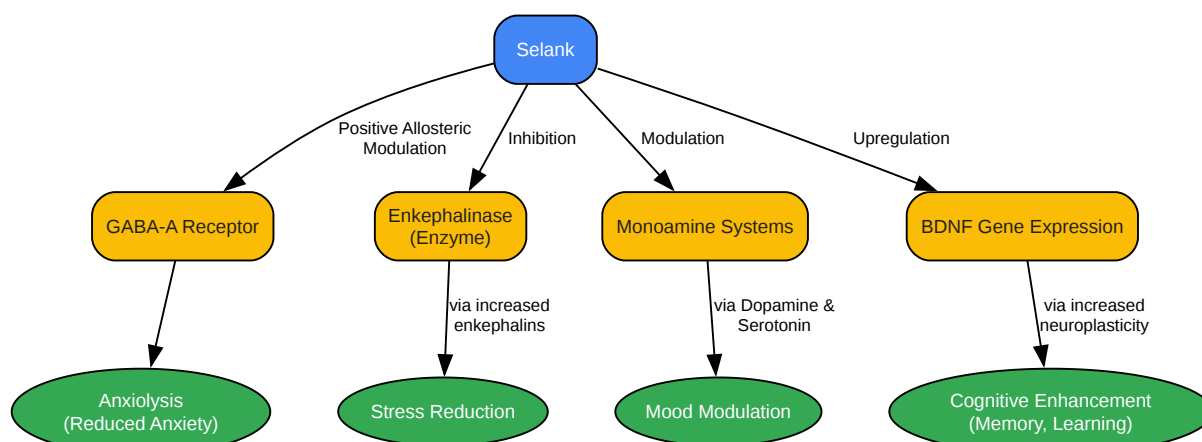 Selank
Positive Allosteric
Modulation
Inhibition
Modulation
Upregulation
GABA-A Receptor
Enkephalinase
(Enzyme)
Monoamine Systems
BDNF Gene Expression
via increased
enkephalins
via Dopamine &
Serotonin
via increased
neuroplasticity
Anxiolysis
(Reduced Anxiety)
Stress Reduction
Mood Modulation
Cognitive Enhancement
(Memory, Learning)